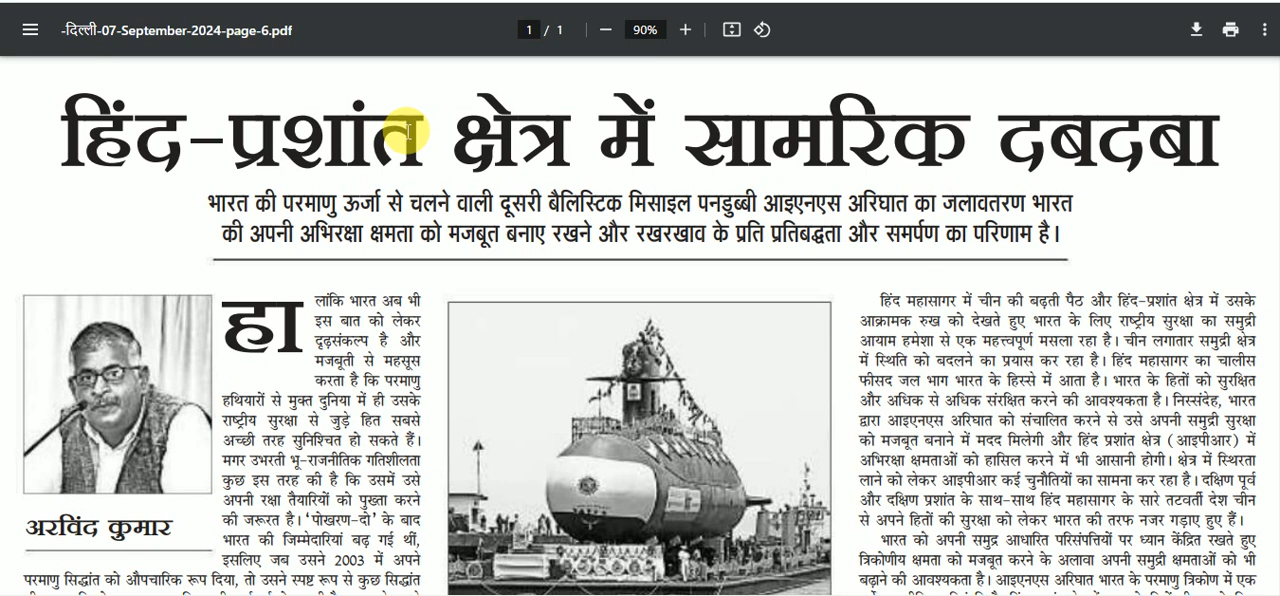 -दिल्ली-07-September-2024-page-6.pdf
1 / 1
90%
हिंद-प्रशांत क्षेत्र में सामरिक दबदबा
भारत की परमाणु ऊर्जा से चलने वाली दूसरी बैलिस्टिक मिसाइल पनडुब्बी आइएनएस अरिघात का जलावतरण भारत
की अपनी अभिरक्षा क्षमता को मजबूत बनाए रखने और रखरखाव के प्रति प्रतिबद्धता और समर्पण का परिणाम है।
अरविंद कुमार
हा
लांकि भारत अब भी
इस बात को लेकर
दृढ़संकल्प है और
मजबूती से महसूस
करता है कि परमाणु
हथियारों से मुक्त दुनिया में ही उसके
राष्ट्रीय सुरक्षा से जुड़े हित सबसे
अच्छी तरह सुनिश्चित हो सकते हैं।
मगर उभरती भू-राजनीतिक गतिशीलता
कुछ इस तरह की है कि उसमें उसे
अपनी रक्षा तैयारियों को पुख्ता करने
की जरूरत है। 'पोखरण-दो' के बाद
भारत की जिम्मेदारियां बढ़ गई थीं,
इसलिए जब उसने 2003 में अपने
परमाणु सिद्धांत को औपचारिक रूप दिया, तो उसने स्पष्ट रूप से कुछ सिद्धांत
हिंद महासागर में चीन की बढ़ती पैठ और हिंद-प्रशांत क्षेत्र में उसके
आक्रामक रुख को देखते हुए भारत के लिए राष्ट्रीय सुरक्षा का समुद्री
आयाम हमेशा से एक महत्त्वपूर्ण मसला रहा है। चीन लगातार समुद्री क्षेत्र
में स्थिति को बदलने का प्रयास कर रहा है। हिंद महासागर का चालीस
फीसद जल भाग भारत के हिस्से में आता है। भारत के हितों को सुरक्षित
और अधिक से अधिक संरक्षित करने की आवश्यकता है। निस्संदेह, भारत
द्वारा आइएनएस अरिघात को संचालित करने से उसे अपनी समुद्री सुरक्षा
को मजबूत बनाने में मदद मिलेगी और हिंद प्रशांत क्षेत्र (आइपीआर) में
अभिरक्षा क्षमताओं को हासिल करने में भी आसानी होगी। क्षेत्र में स्थिरता
लाने को लेकर आइपीआर कई चुनौतियों का सामना कर रहा है। दक्षिण पूर्व
और दक्षिण प्रशांत के साथ-साथ हिंद महासागर के सारे तटवर्ती देश चीन
से अपने हितों की सुरक्षा को लेकर भारत की तरफ नजर गड़ाए हुए हैं।
भारत को अपनी समुद्र आधारित परिसंपत्तियों पर ध्यान केंद्रित रखते हुए
त्रिकोणीय क्षमता को मजबूत करने के अलावा अपनी समुद्री क्षमताओं को भी
बढ़ाने की आवश्यकता है। आइएनएस अरिघात भारत के परमाणु त्रिकोण में एक